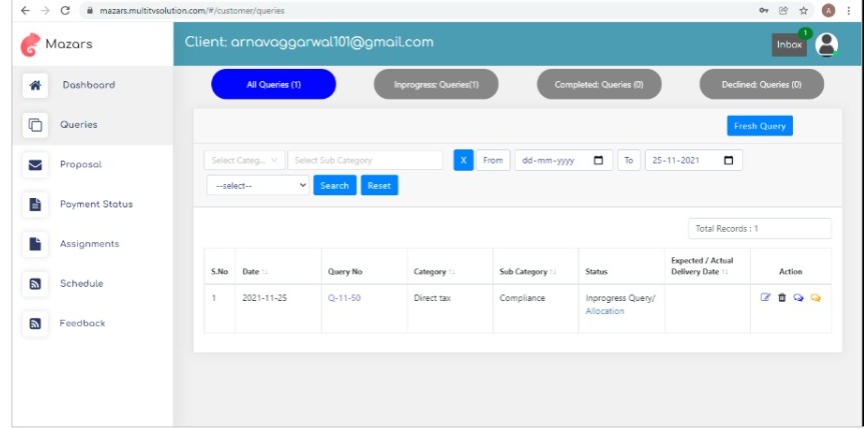 mazars.multitvsolution.com/#/customer/queries
A
Mazars
Client: arnavaggarwal101@gmail.com
Inbox
1
Dashboard
Queries
Proposal
Payment Status
Assignments
Schedule
Feedback
All Queries (1)
Inprogress; Queries(1)
Completed: Queries (0)
Declined: Queries (0)
Fresh Query
Select Categ... Select Sub Category X From dd-mm-yyyy To 25-11-2021
--select-- Search Reset
Total Records : 1
S.No Date Query No Category Sub Category Status Expected / Actual Delivery Date Action
1 2021-11-25 Q-11-50 Direct tax Compliance Inprogress Query/
Allocation